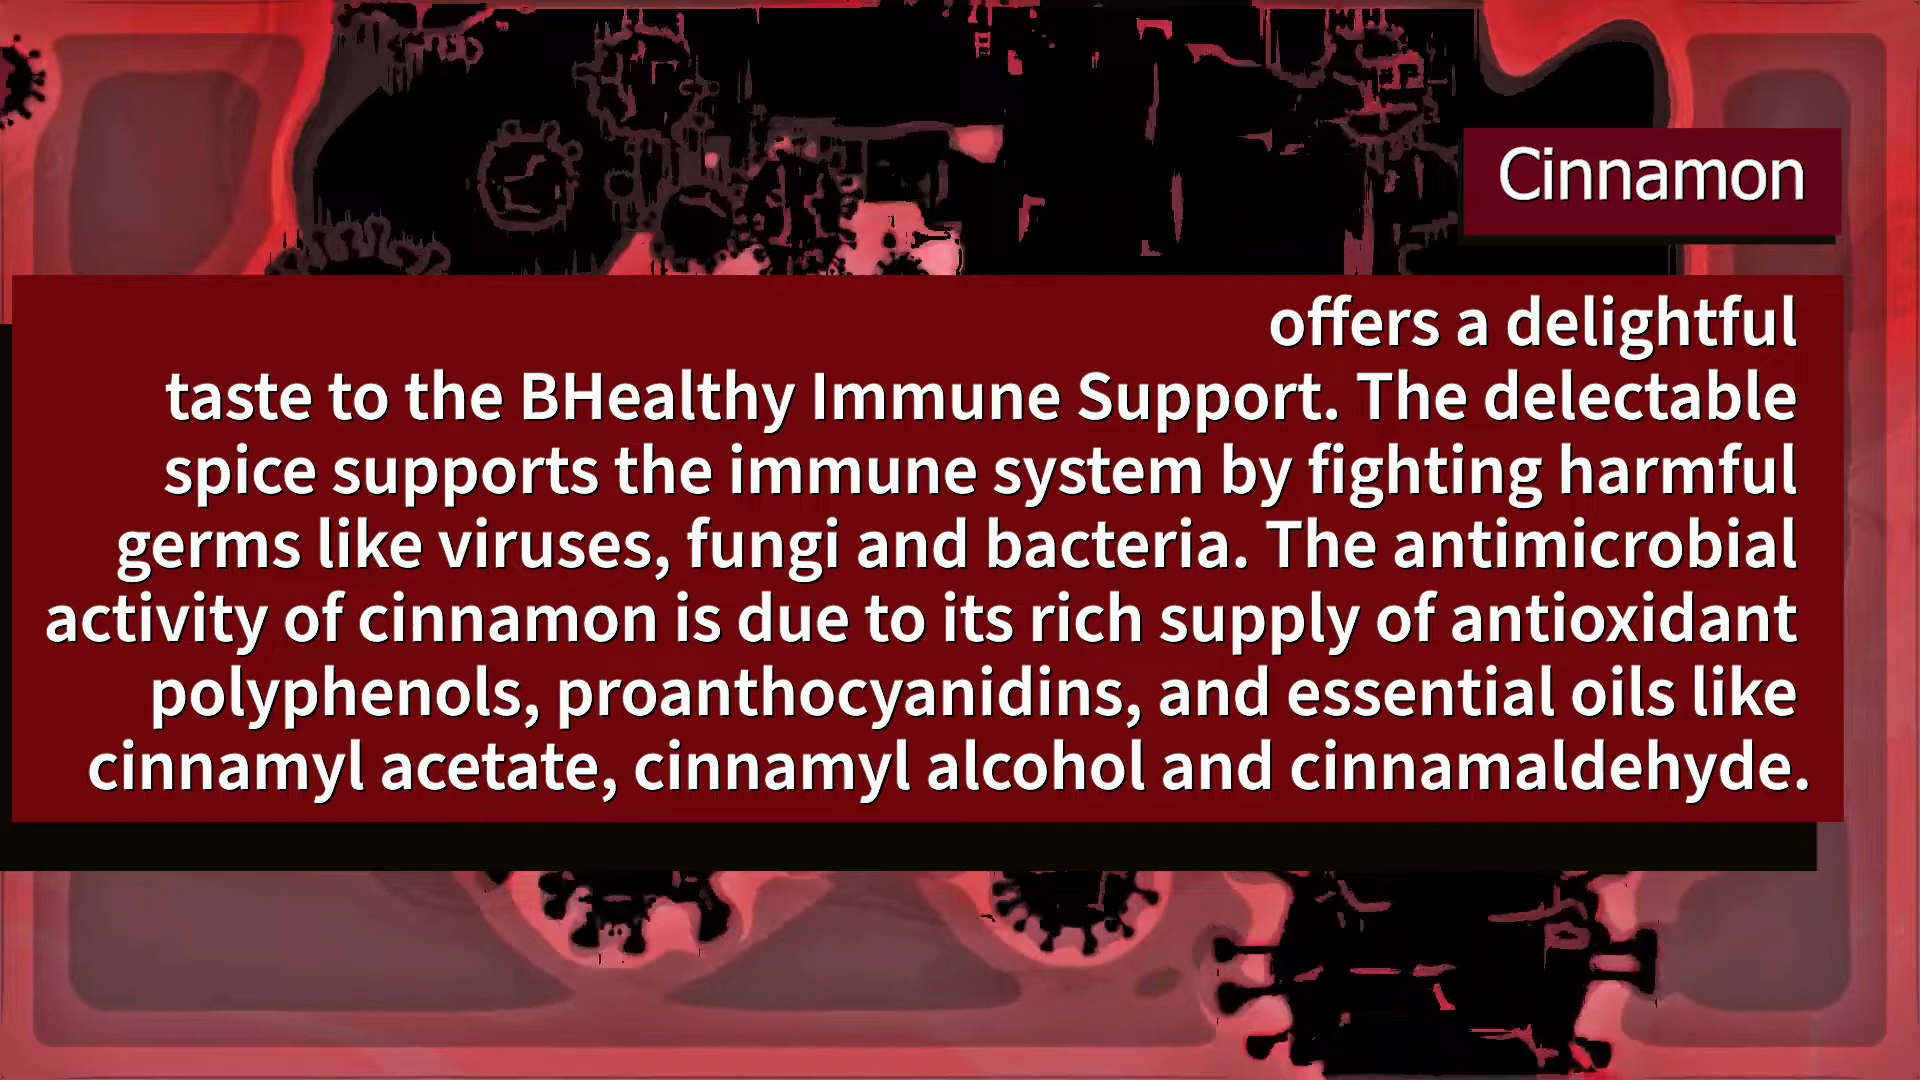 Cinnamon
offers a delightful
taste to the BHealthy Immune Support. The delectable
spice supports the immune system by fighting harmful
germs like viruses, fungi and bacteria. The antimicrobial
activity of cinnamon is due to its rich supply of antioxidant
polyphenols, proanthocyanidins, and essential oils like
cinnamyl acetate, cinnamyl alcohol and cinnamaldehyde.